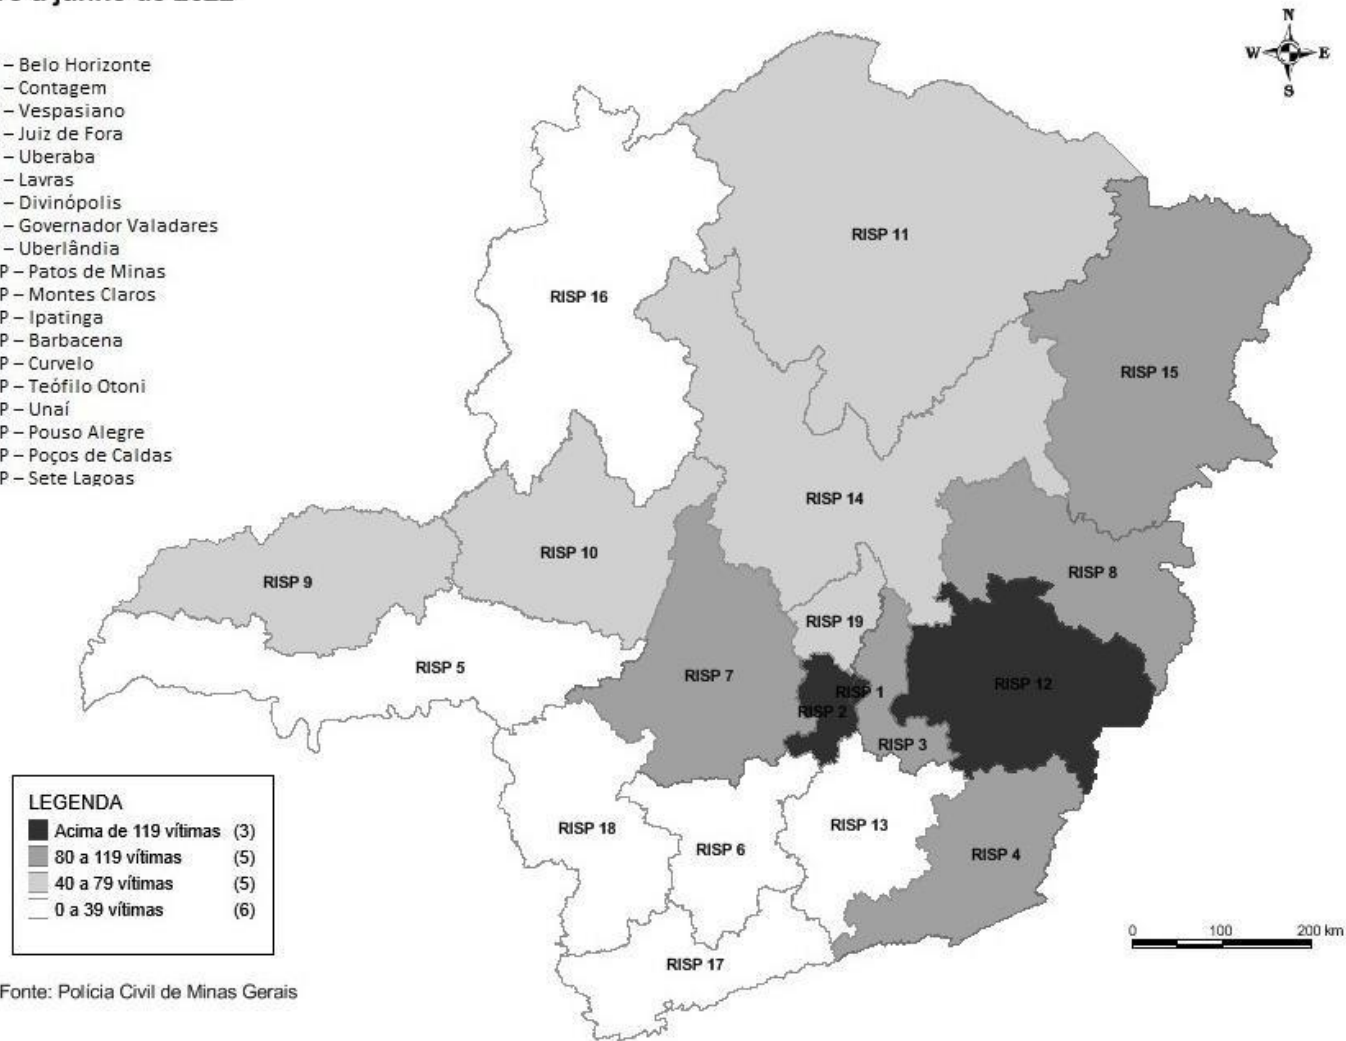 a junho de 2022
– Belo Horizonte
– Contagem
– Vespasiano
– Juiz de Fora
– Uberaba
– Lavras
– Divinópolis
– Governador Valadares
– Uberlândia
P – Patos de Minas
P – Montes Claros
P – Ipatinga
P – Barbacena
P – Curvelo
P – Teófilo Otoni
P – Unaí
P – Pouso Alegre
P – Poços de Caldas
P – Sete Lagoas
N
W E
S
RISP 11
RISP 16
RISP 15
RISP 14
RISP 10
RISP 9
RISP 8
RISP 19
RISP 5
RISP 7
RISP 1
RISP 2
RISP 12
RISP 3
RISP 18
RISP 6
RISP 13
RISP 4
RISP 17
LEGENDA
Acima de 119 vítimas (3)
80 a 119 vítimas (5)
40 a 79 vítimas (5)
0 a 39 vítimas (6)
0 100 200 km
Fonte: Polícia Civil de Minas Gerais